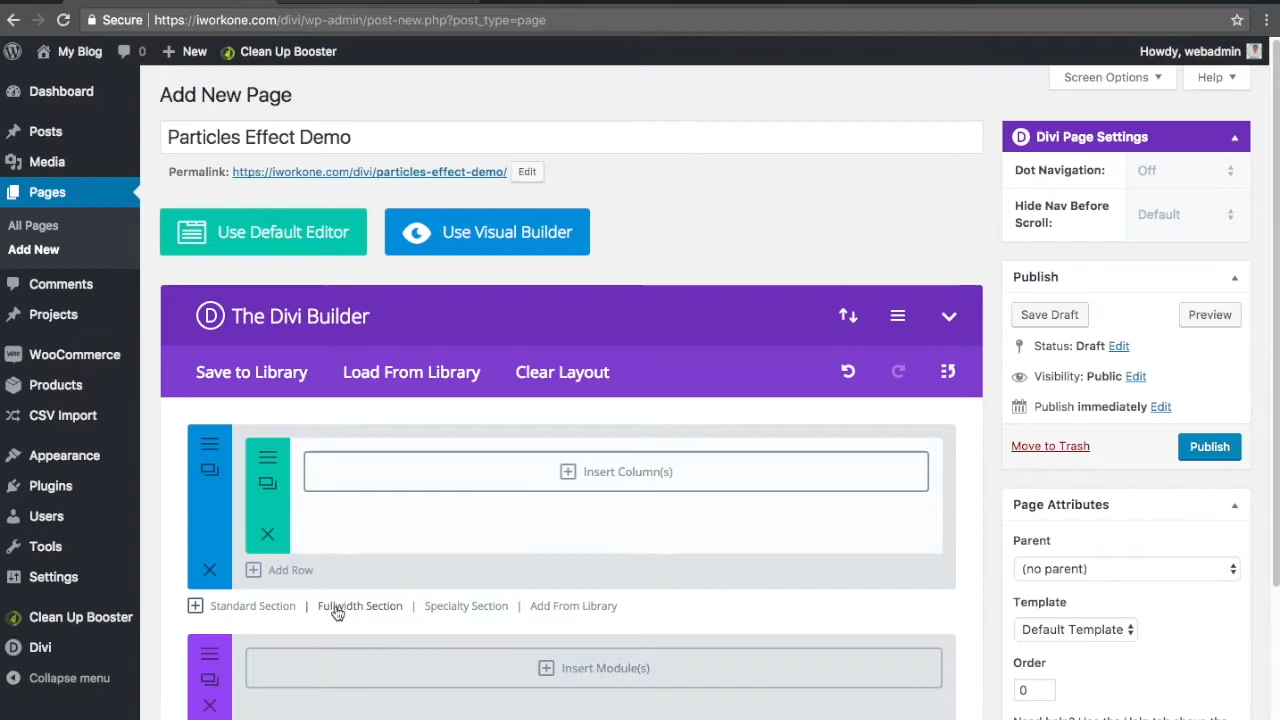 Secure | https://iworkone.com/divi/wp-admin/post-new.php?post_type=page
My Blog 0 New Clean Up Booster Howdy, webadmin
Screen Options Help
Dashboard
Posts
Media
Pages
All Pages
Add New
Comments
Projects
WooCommerce
Products
CSV Import
Appearance
Plugins
Users
Tools
Settings
Clean Up Booster
Divi
Collapse menu
Add New Page
Particles Effect Demo
Permalink: https://iworkone.com/divi/particles-effect-demo/ Edit
Use Default Editor Use Visual Builder
The Divi Builder
Save to Library Load From Library Clear Layout
Insert Column(s)
Add Row
Standard Section | Fullwidth Section | Specialty Section | Add From Library
Insert Module(s)
Divi Page Settings
Dot Navigation: Off
Hide Nav Before Scroll: Default
Publish
Save Draft Preview
Status: Draft Edit
Visibility: Public Edit
Publish immediately Edit
Move to Trash Publish
Page Attributes
Parent
(no parent)
Template
Default Template
Order
0